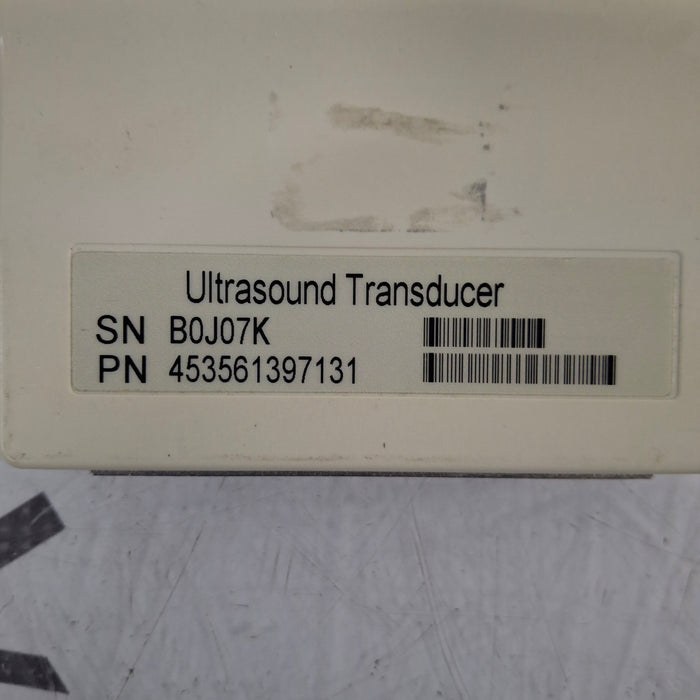 Ultrasound Transducer
SN B0J07K
PN 453561397131